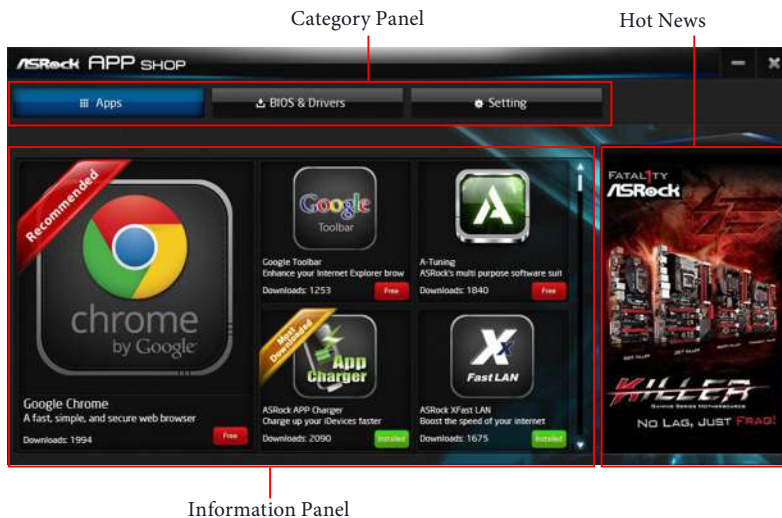 Category Panel
Hot News
ASRock APP SHOP
Apps
BIOS & Drivers
Setting
Recommended
chrome
by Google
Google Chrome
A fast, simple, and secure web browser
Downloads: 1994
Free
Google
Toolbar
Google Toolbar
Enhance your Internet Explorer brow
Downloads: 1253
Free
A-Tuning
ASRock's multi purpose software suit
Downloads: 1840
Free
Most
Downloaded
App
Charger
ASRock APP Charger
Charge up your iDevices faster
Downloads: 2090
Installed
X
Fast LAN
ASRock XFast LAN
Boost the speed of your internet
Downloads: 1675
Installed
FATAL1TY
ASRock
KILLER
GAMING SERIES MOTHERBOARDS
NO LAG, JUST FRAG!
Information Panel